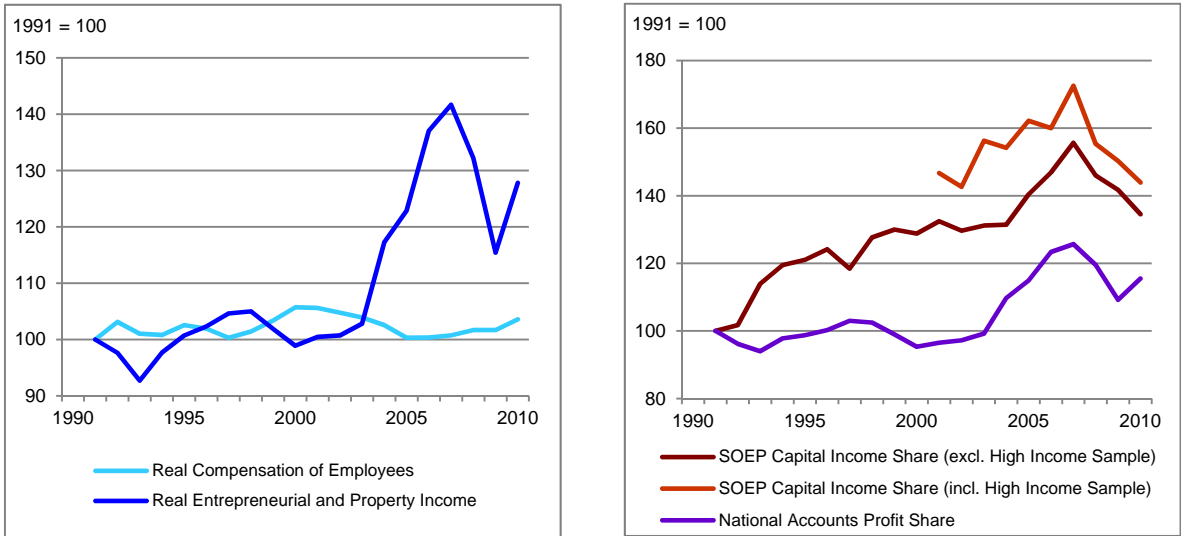 1991 = 100
150
140
130
120
110
100
90
1990 1995 2000 2005 2010
Real Compensation of Employees
Real Entrepreneurial and Property Income
1991 = 100
180
160
140
120
100
80
1990 1995 2000 2005 2010
SOEP Capital Income Share (excl. High Income Sample)
SOEP Capital Income Share (incl. High Income Sample)
National Accounts Profit Share